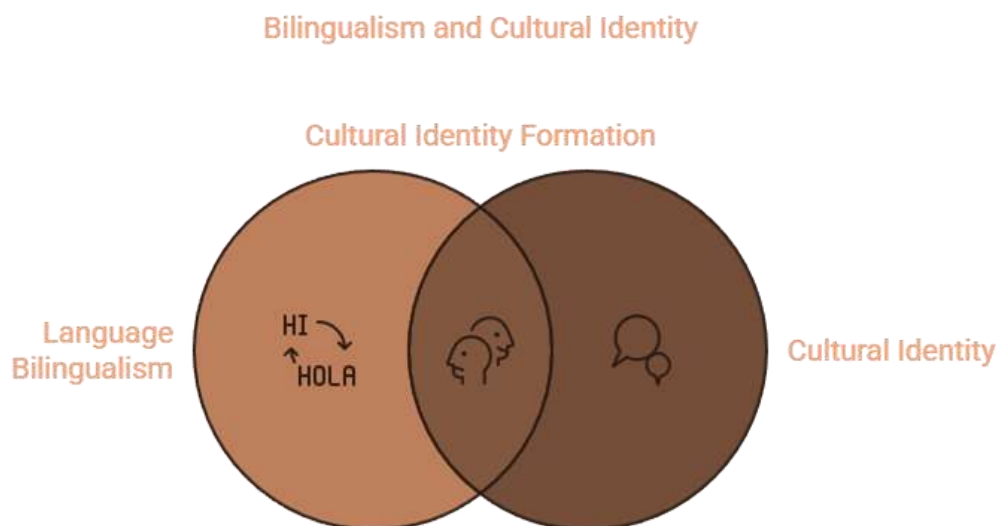 Bilingualism and Cultural Identity
Cultural Identity Formation
HI
HOLA
Language
Bilingualism
Cultural Identity